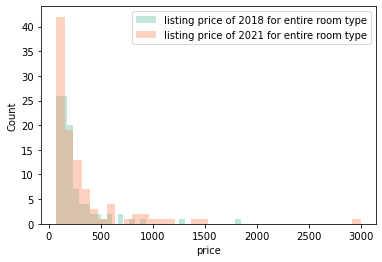 listing price of 2018 for entire room type
listing price of 2021 for entire room type
40
35
30
25
20
15
10
5
0
Count
0 500 1000 1500 2000 2500 3000
price